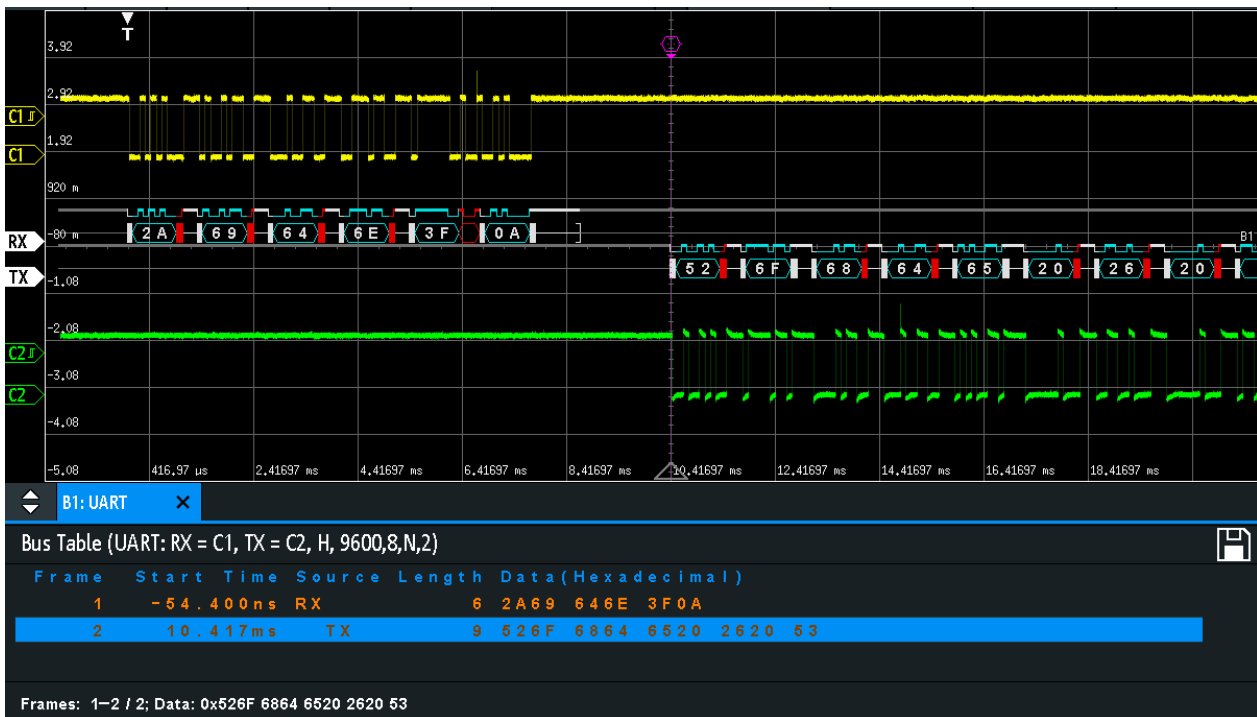 T
3.92
2.92
C1
1.92
C1
920 m
RX
-80 m
2A 69 64 6E 3F 0A
B1
TX
52 6F 68 64 65 20 26 20
-1.08
-2.08
C2
-3.08
C2
-4.08
-5.08 416.97 µs 2.41697 ms 4.41697 ms 6.41697 ms 8.41697 ms 10.41697 ms 12.41697 ms 14.41697 ms 16.41697 ms 18.41697 ms
B1: UART ×
Bus Table (UART: RX = C1, TX = C2, H, 9600,8,N,2)
Frame Start Time Source Length Data(Hexadecimal)
1 -54.400ns RX 6 2A69 646E 3F0A
2 10.417ms TX 9 526F 6864 6520 2620 53
Frames: 1-2 / 2; Data: 0x526F 6864 6520 2620 53